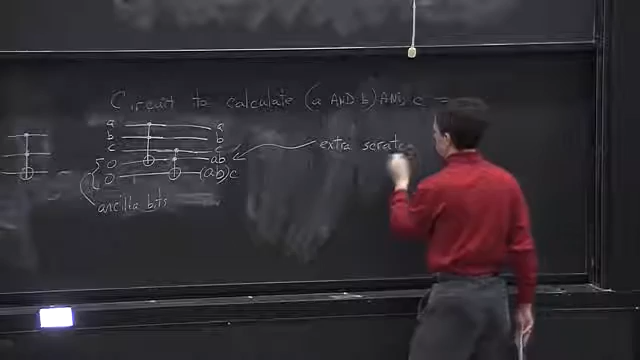 Circuit to calculate (a AND b) AND c =
a a
b b
c c
0 ab
0 (ab)c
extra scratc
ancilla bits